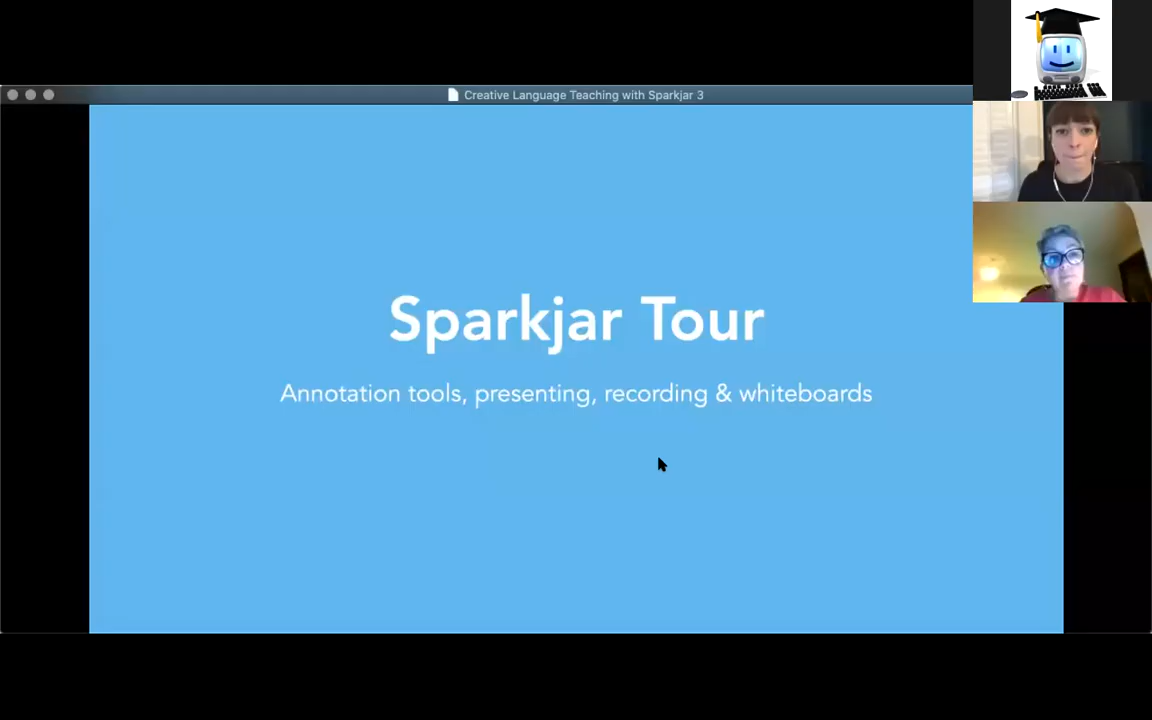 Creative Language Teaching with Sparkjar 3
Sparkjar Tour
Annotation tools, presenting, recording & whiteboards